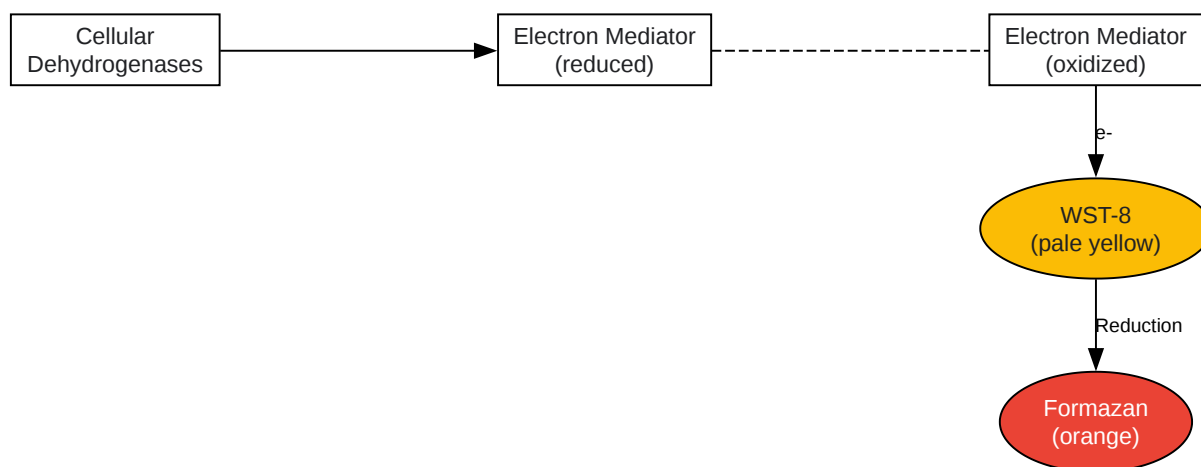 Cellular
Dehydrogenases
Electron Mediator
(reduced)
Electron Mediator
(oxidized)
e-
WST-8
(pale yellow)
Reduction
Formazan
(orange)